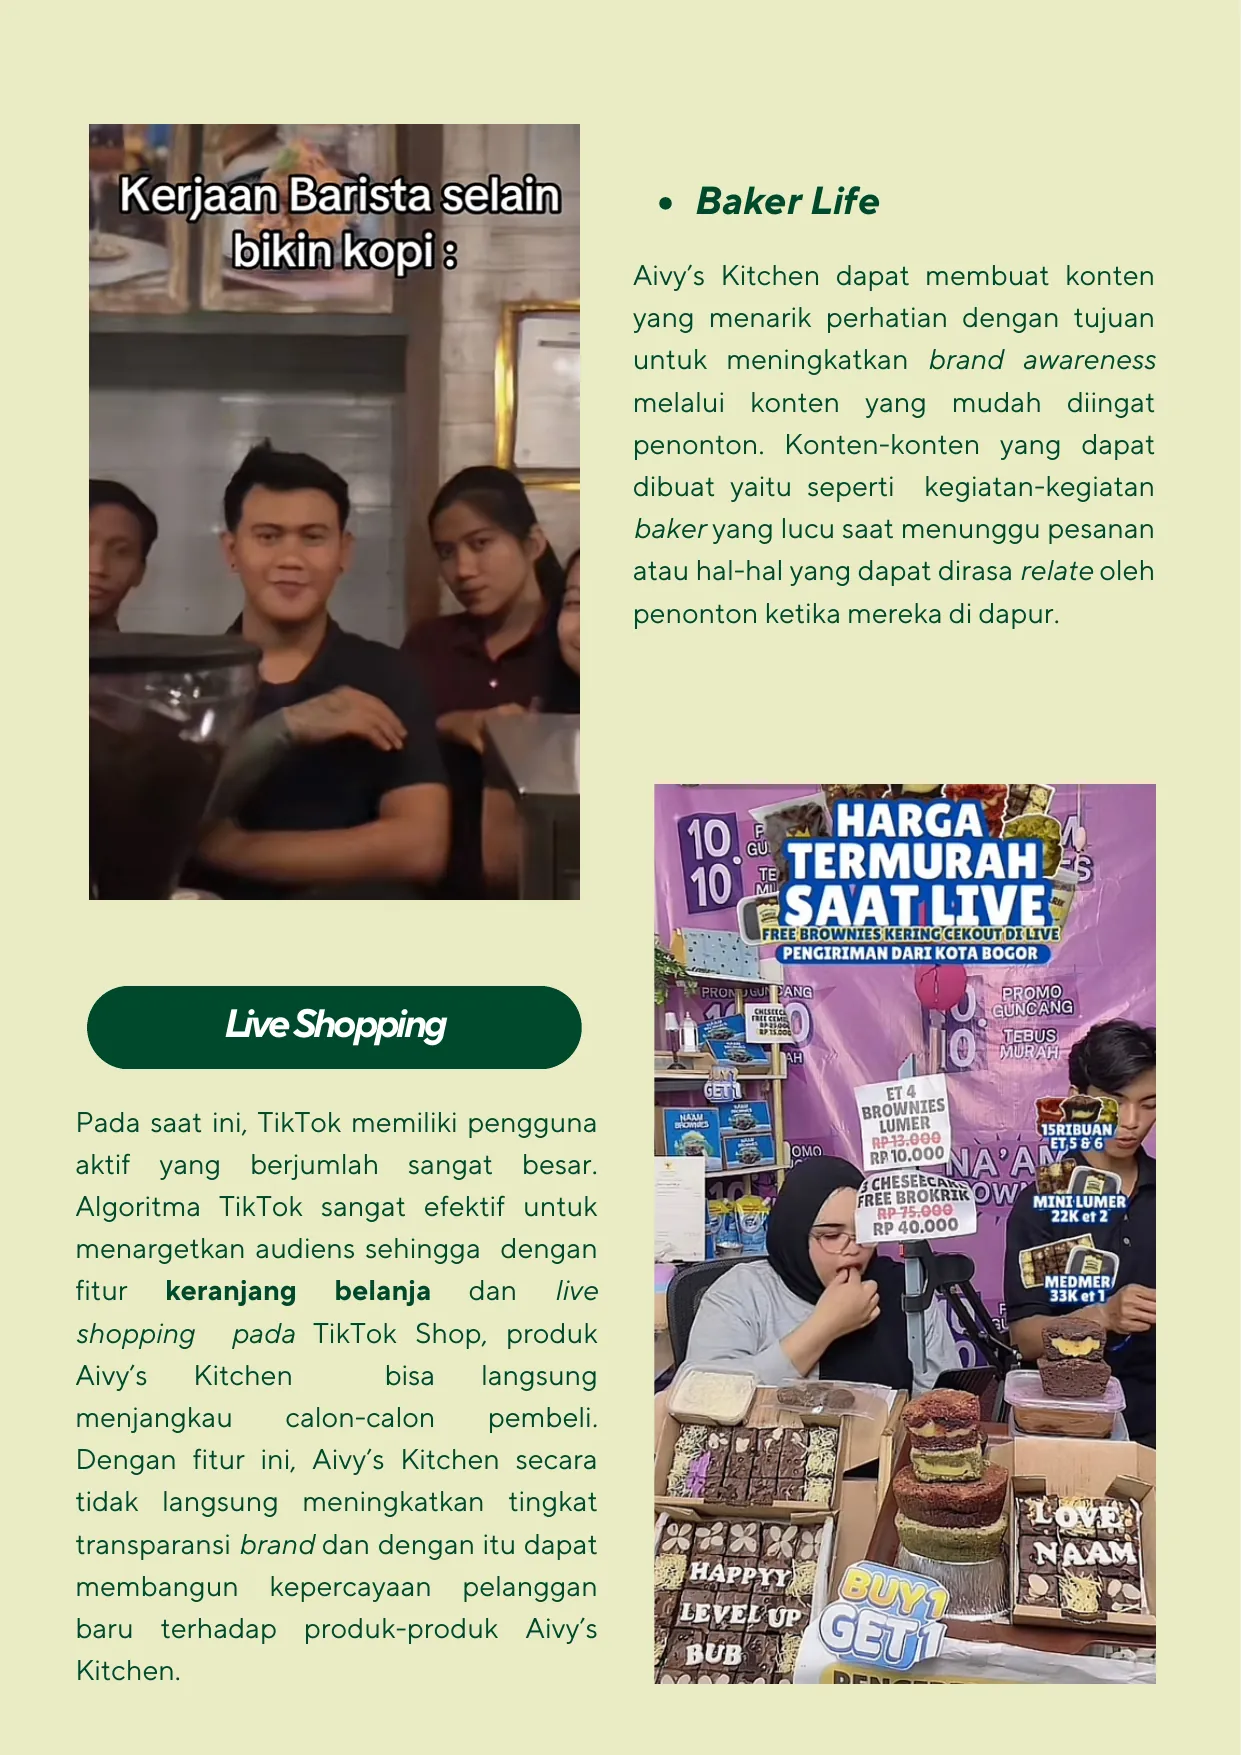 Kerjaan Barista selain
bikin kopi :
• Baker Life
Aivy’s Kitchen dapat membuat konten
yang menarik perhatian dengan tujuan
untuk meningkatkan brand awareness
melalui konten yang mudah diingat
penonton. Konten-konten yang dapat
dibuat yaitu seperti kegiatan-kegiatan
baker yang lucu saat menunggu pesanan
atau hal-hal yang dapat dirasa relate oleh
penonton ketika mereka di dapur.
Live Shopping
Pada saat ini, TikTok memiliki pengguna
aktif yang berjumlah sangat besar.
Algoritma TikTok sangat efektif untuk
menargetkan audiens sehingga dengan
fitur keranjang belanja dan live
shopping pada TikTok Shop, produk
Aivy’s Kitchen bisa langsung
menjangkau calon-calon pembeli.
Dengan fitur ini, Aivy’s Kitchen secara
tidak langsung meningkatkan tingkat
transparansi brand dan dengan itu dapat
membangun kepercayaan pelanggan
baru terhadap produk-produk Aivy’s
Kitchen.
HARGA
TERMURAH
SAAT LIVE
FREE BROWNIES KERING CEKOUT DI LIVE
PENGIRIMAN DARI KOTA BOGOR
10.
10
PROMO
GUNCANG
TEBUS
MURAH
ET 4
BROWNIES
LUMER
RP 13.000
RP 10.000
CHESEECAKE
FREE BROKRIK
RP 75.000
RP 40.000
15RIBUAN
ET 5 & 6
MINI LUMER
22K et 2
MEDMER
33K et 1
NA'AM
BROWNIES
GET1
LOVE
NAAM
HAPPYY
LEVEL UP
BUB
BUY 1
GET 1